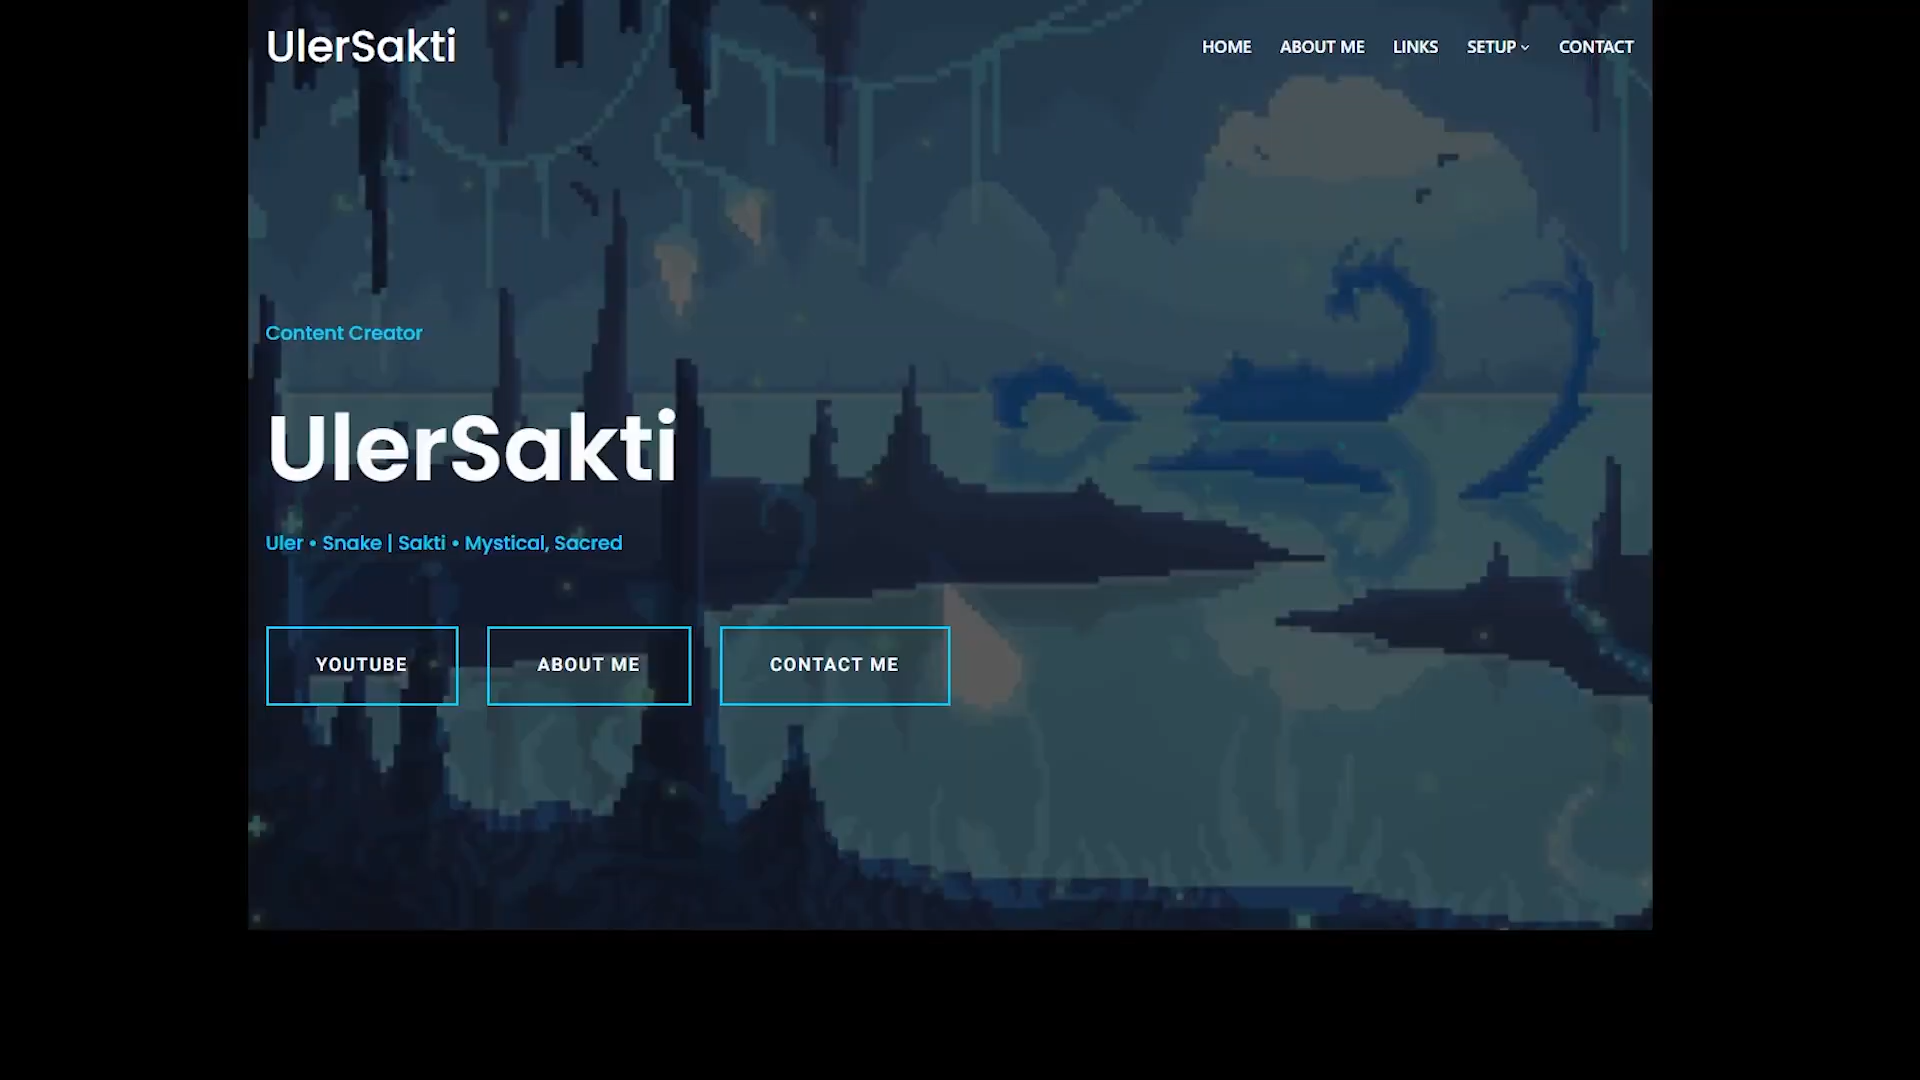 UlerSakti
HOME ABOUT ME LINKS SETUP CONTACT
Content Creator
UlerSakti
Uler • Snake | Sakti • Mystical, Sacred
YOUTUBE ABOUT ME CONTACT ME